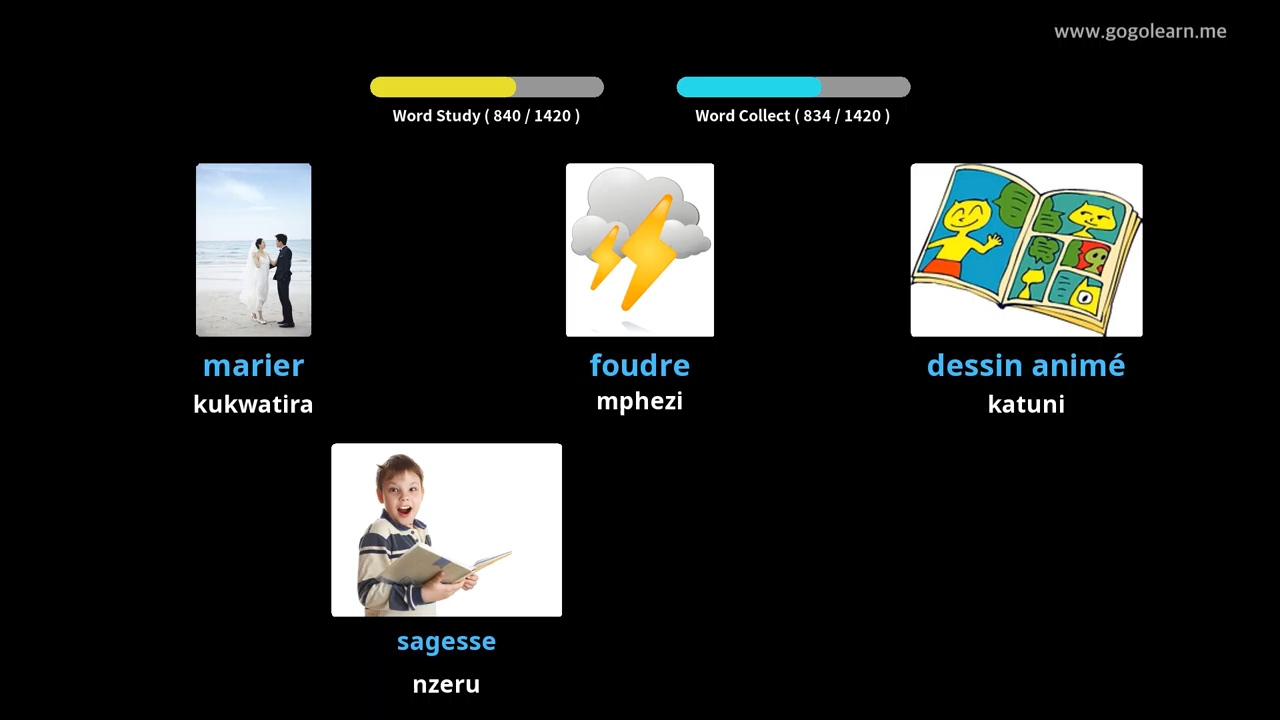 www.gogolearn.me
Word Study ( 840 / 1420 )
Word Collect ( 834 / 1420 )
marier
kukwatira
foudre
mphezi
dessin animé
katuni
sagesse
nzeru